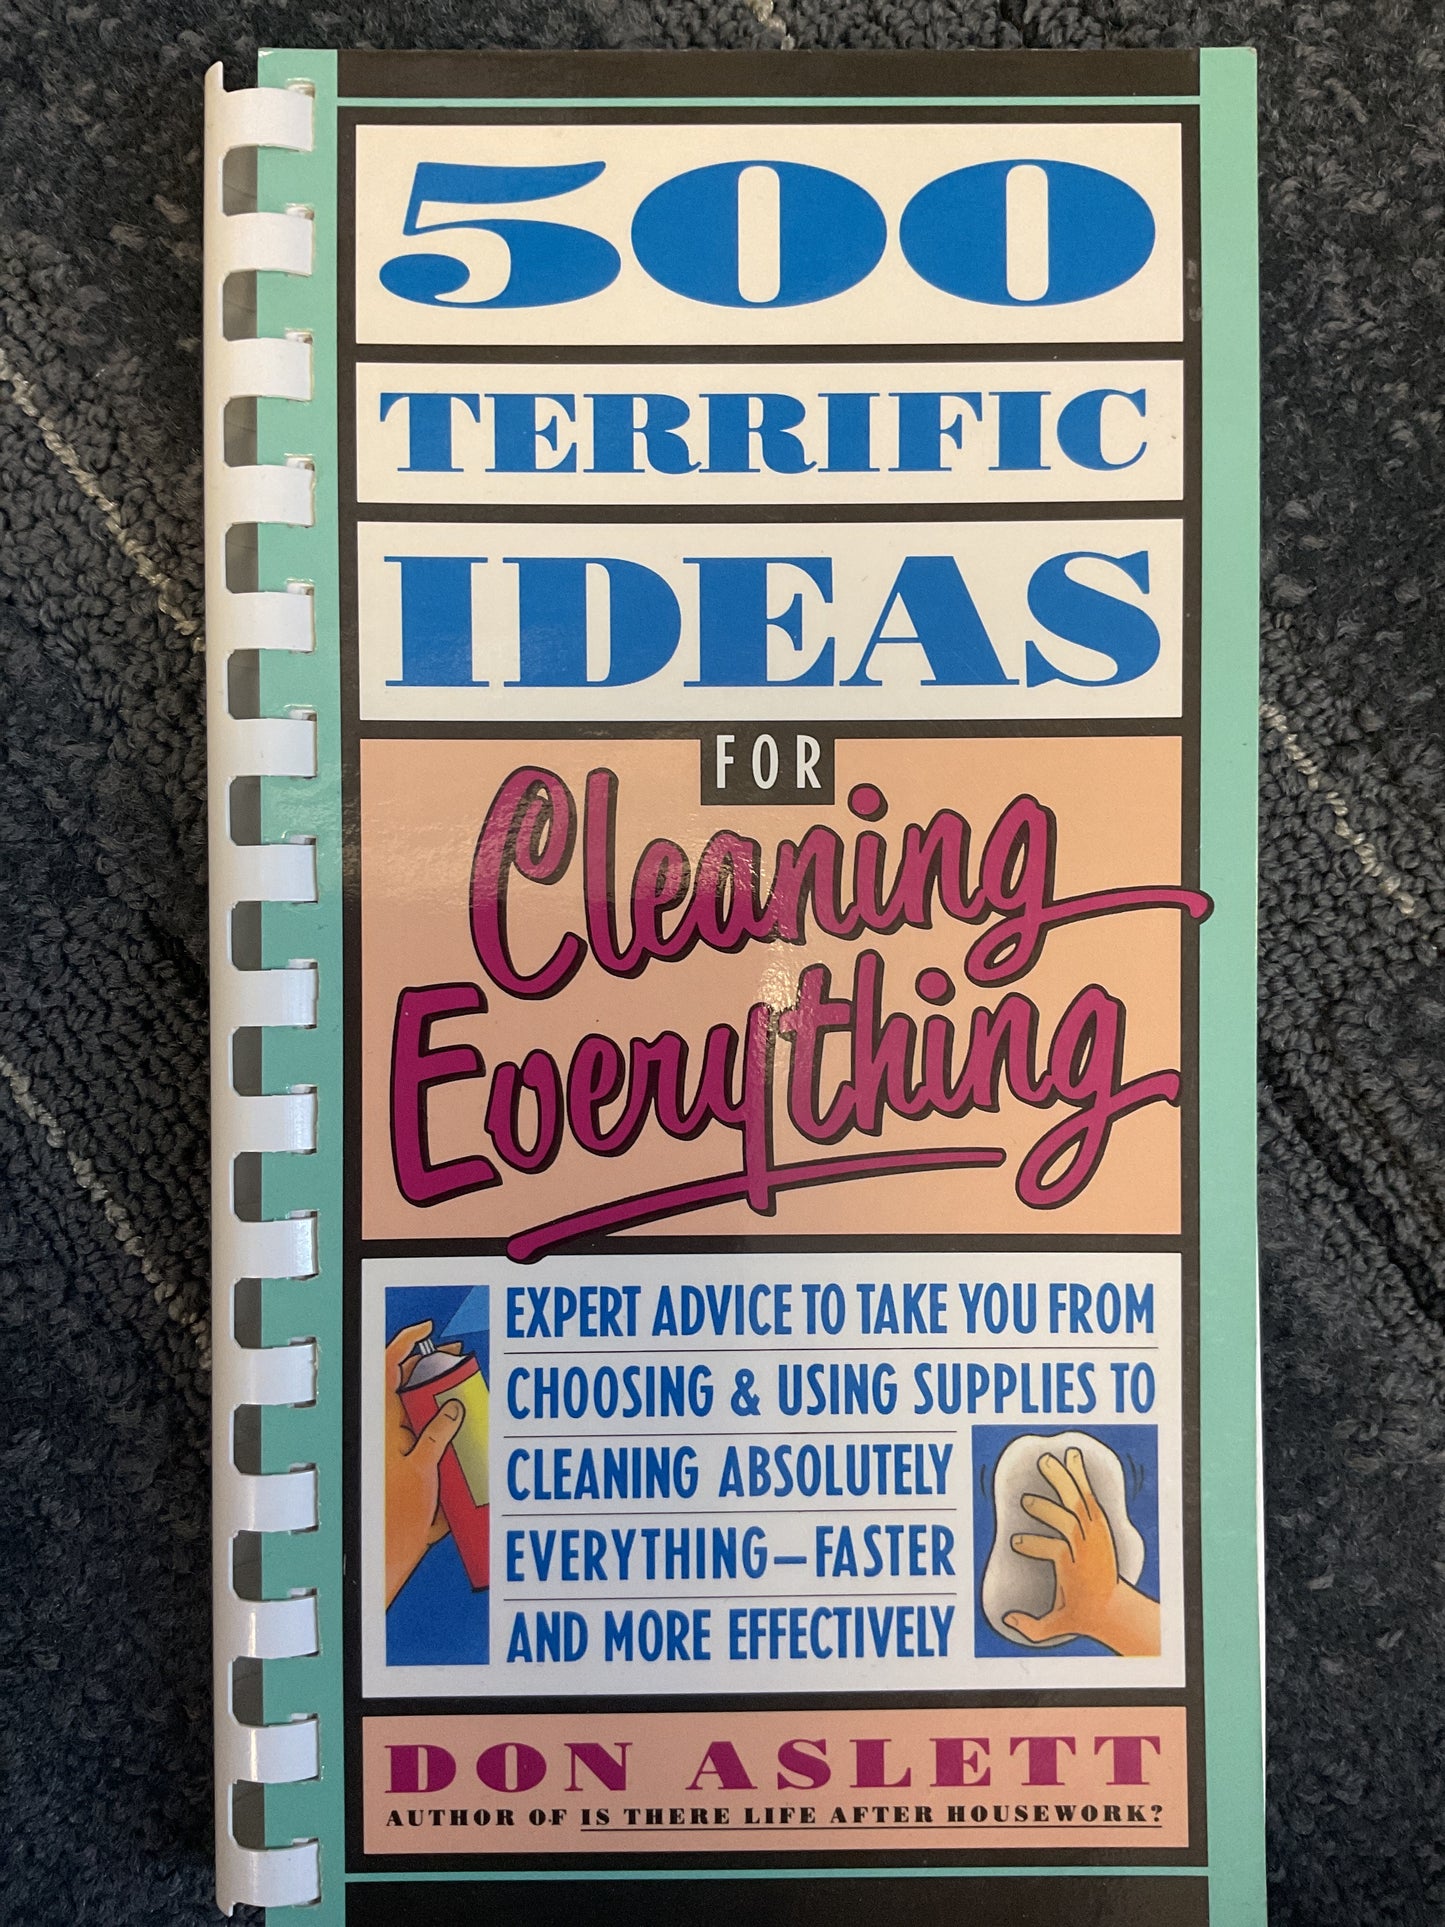 500
TERRIFIC
IDEAS
FOR
Cleaning
Everything
EXPERT ADVICE TO TAKE YOU FROM
CHOOSING & USING SUPPLIES TO
CLEANING ABSOLUTELY
EVERYTHING—FASTER
AND MORE EFFECTIVELY
DON ASLETT
AUTHOR OF IS THERE LIFE AFTER HOUSEWORK?